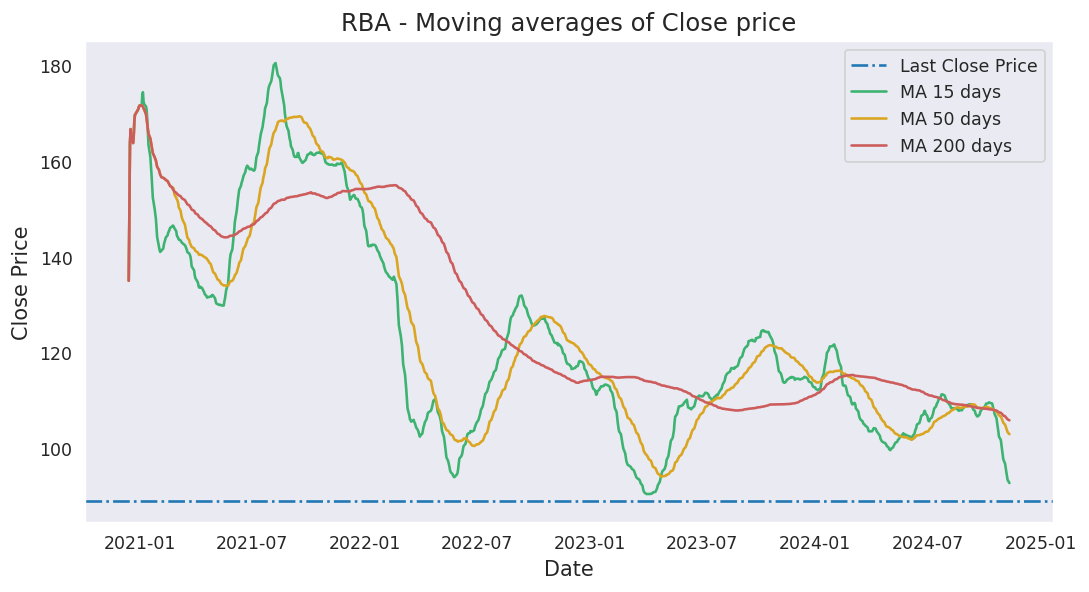 RBA - Moving averages of Close price
Last Close Price
MA 15 days
MA 50 days
MA 200 days
Close Price
180
160
140
120
100
2021-01 2021-07 2022-01 2022-07 2023-01 2023-07 2024-01 2024-07 2025-01
Date